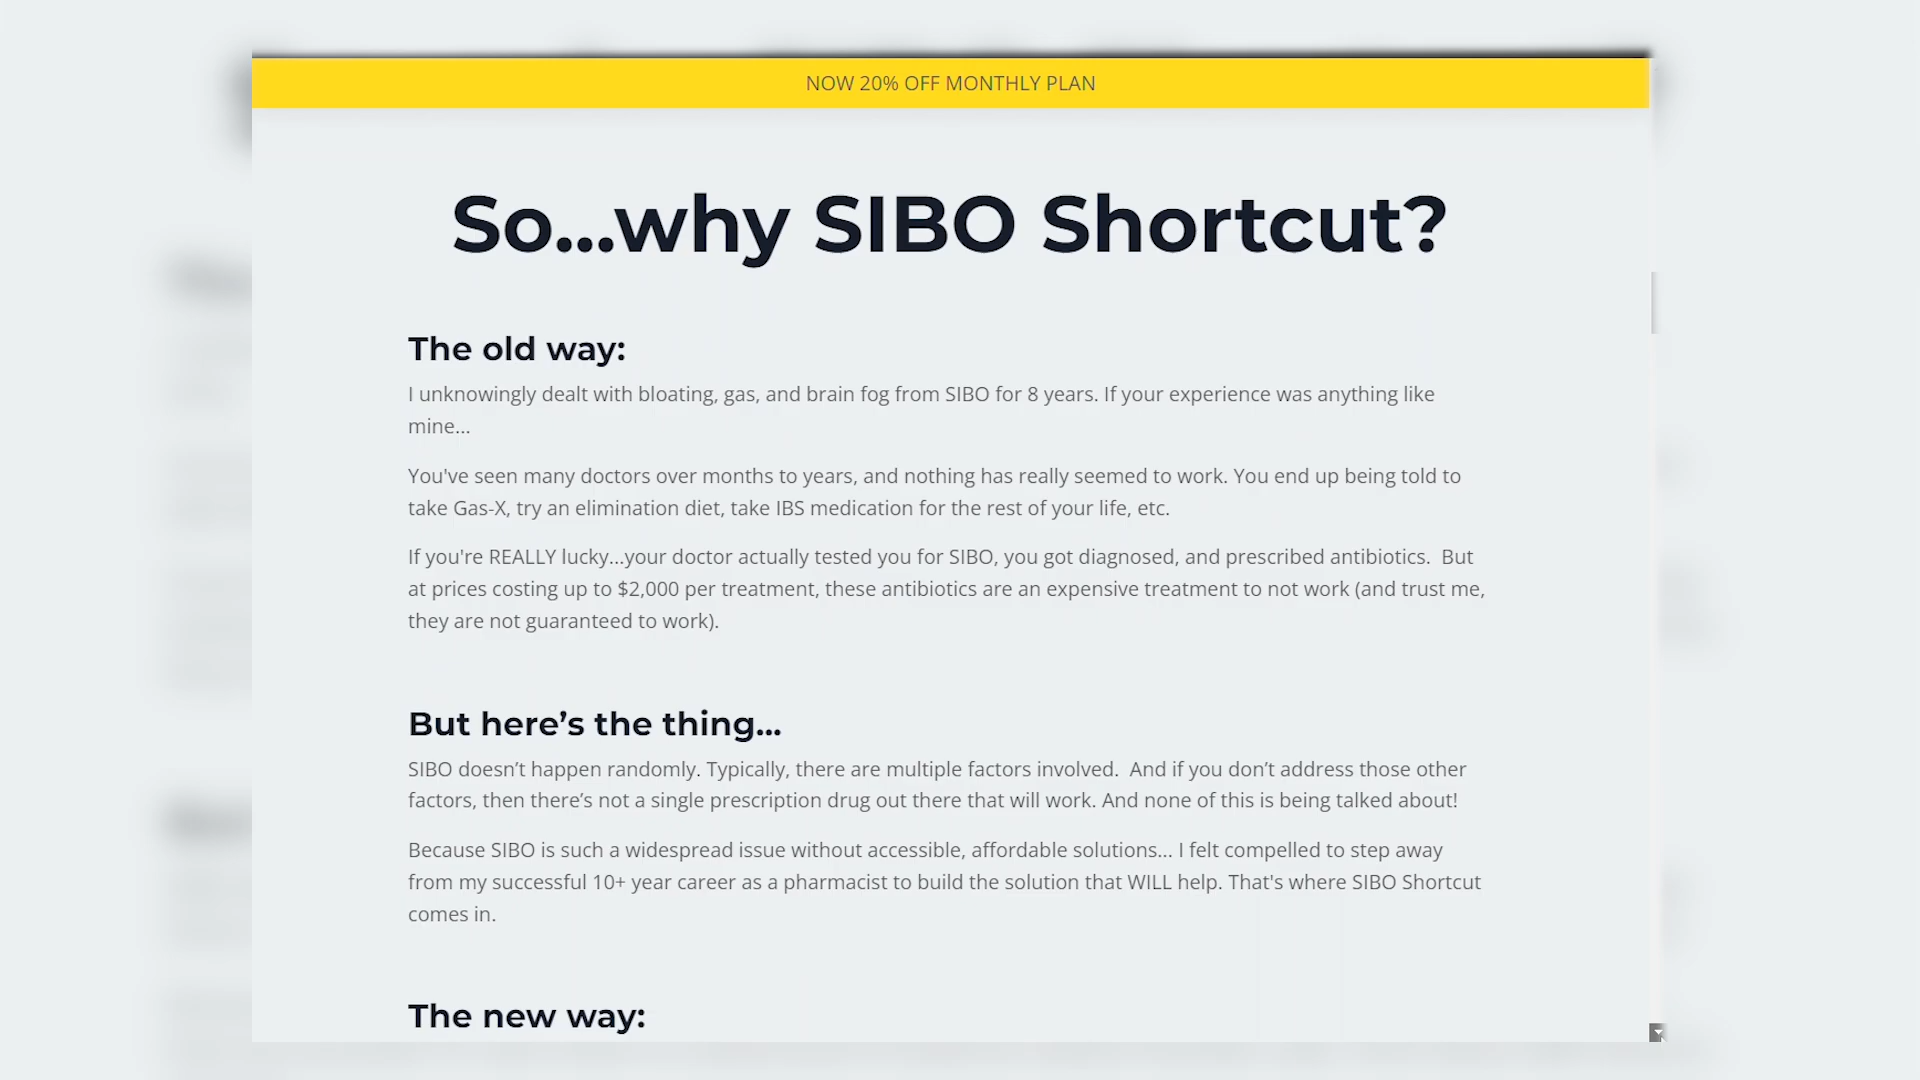 NOW 20% OFF MONTHLY PLAN
So...why SIBO Shortcut?
The old way:
I unknowingly dealt with bloating, gas, and brain fog from SIBO for 8 years. If your experience was anything like
mine...
You've seen many doctors over months to years, and nothing has really seemed to work. You end up being told to
take Gas-X, try an elimination diet, take IBS medication for the rest of your life, etc.
If you're REALLY lucky...your doctor actually tested you for SIBO, you got diagnosed, and prescribed antibiotics.  But
at prices costing up to $2,000 per treatment, these antibiotics are an expensive treatment to not work (and trust me,
they are not guaranteed to work).
But here’s the thing...
SIBO doesn’t happen randomly. Typically, there are multiple factors involved.  And if you don’t address those other
factors, then there’s not a single prescription drug out there that will work. And none of this is being talked about!
Because SIBO is such a widespread issue without accessible, affordable solutions... I felt compelled to step away
from my successful 10+ year career as a pharmacist to build the solution that WILL help. That's where SIBO Shortcut
comes in.
The new way: